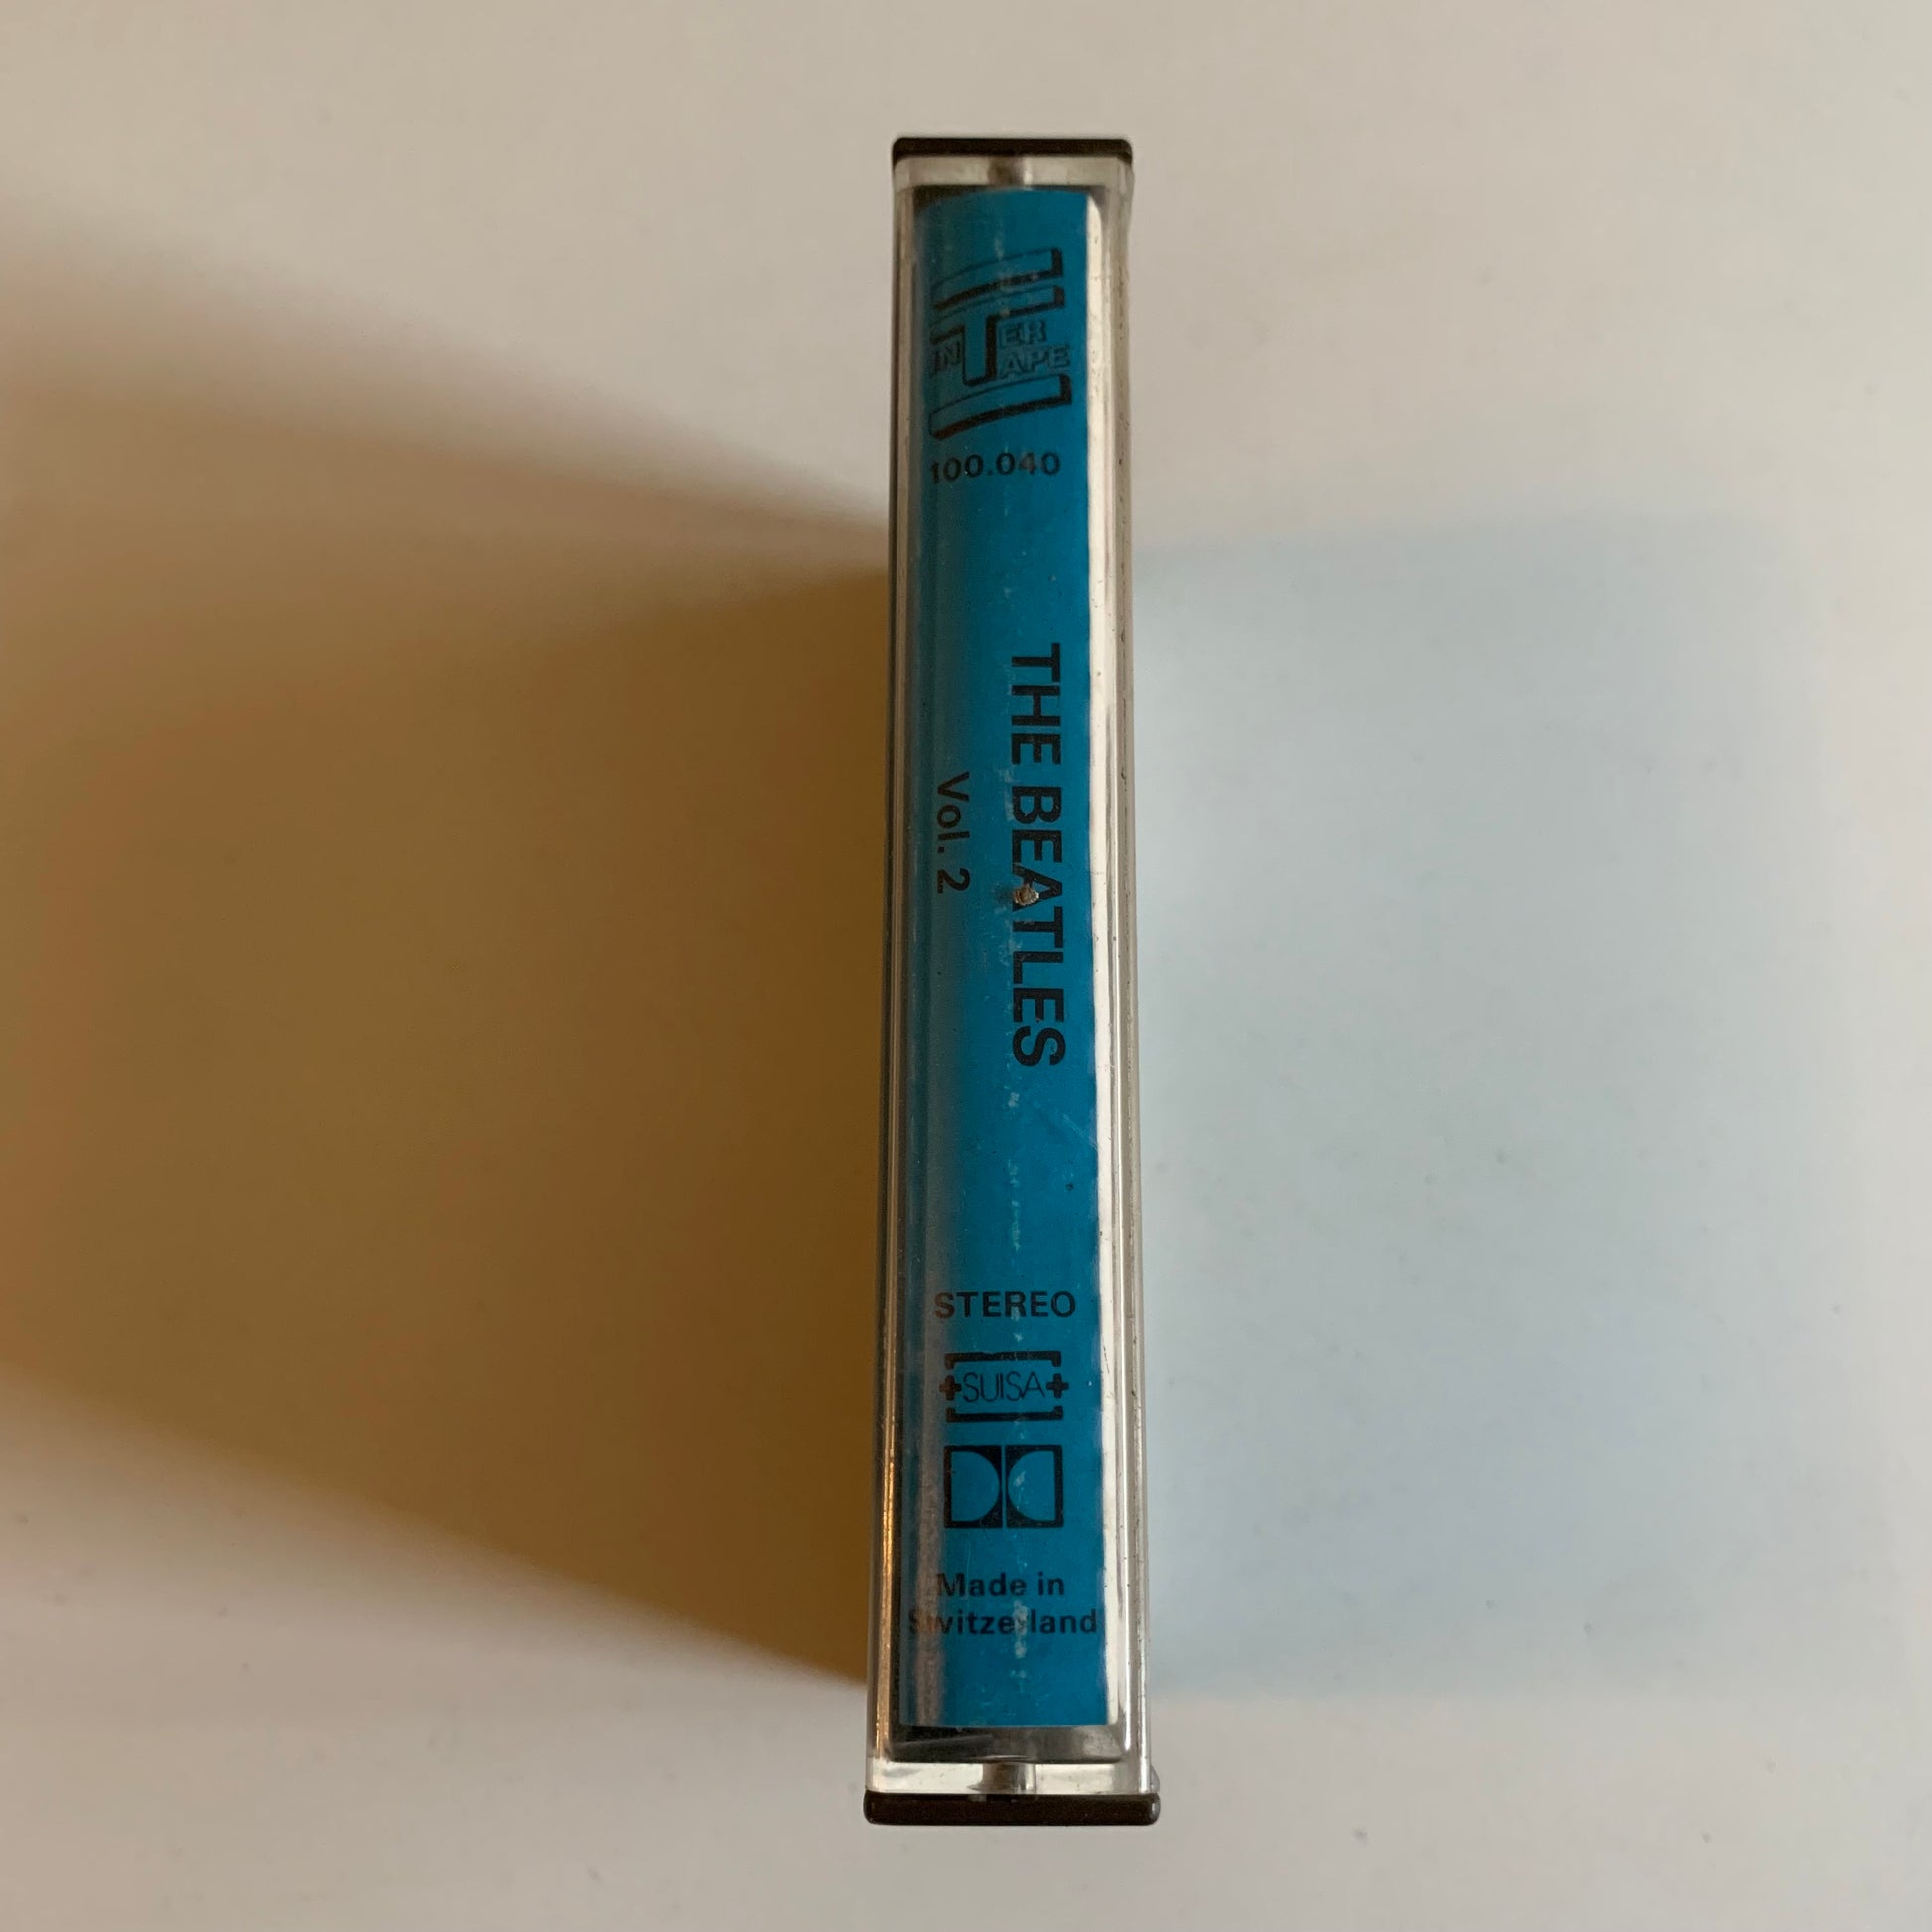 INTER
TAPE
100.040
THE BEATLES
Vol. 2
STEREO
SUISA
Made in
Switzerland